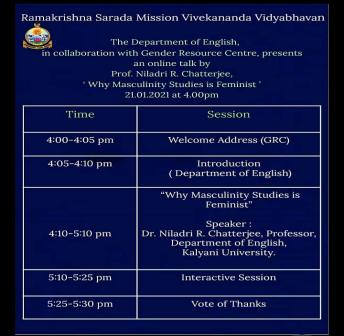 Ramakrishna Sarada Mission Vivekananda Vidyabhavan
The Department of English,
in collaboration with Gender Resource Centre, presents
an online talk by
Prof. Niladri R. Chatterjee,
' Why Masculinity Studies is Feminist '
21.01.2021 at 4.00pm
Time Session
4:00-4:05 pm Welcome Address (GRC)
4:05-4:10 pm Introduction
( Department of English)
4:10-5:10 pm "Why Masculinity Studies is
Feminist"
Speaker :
Dr. Niladri R. Chatterjee, Professor,
Department of English,
Kalyani University.
5:10-5:25 pm Interactive Session
5:25-5:30 pm Vote of Thanks